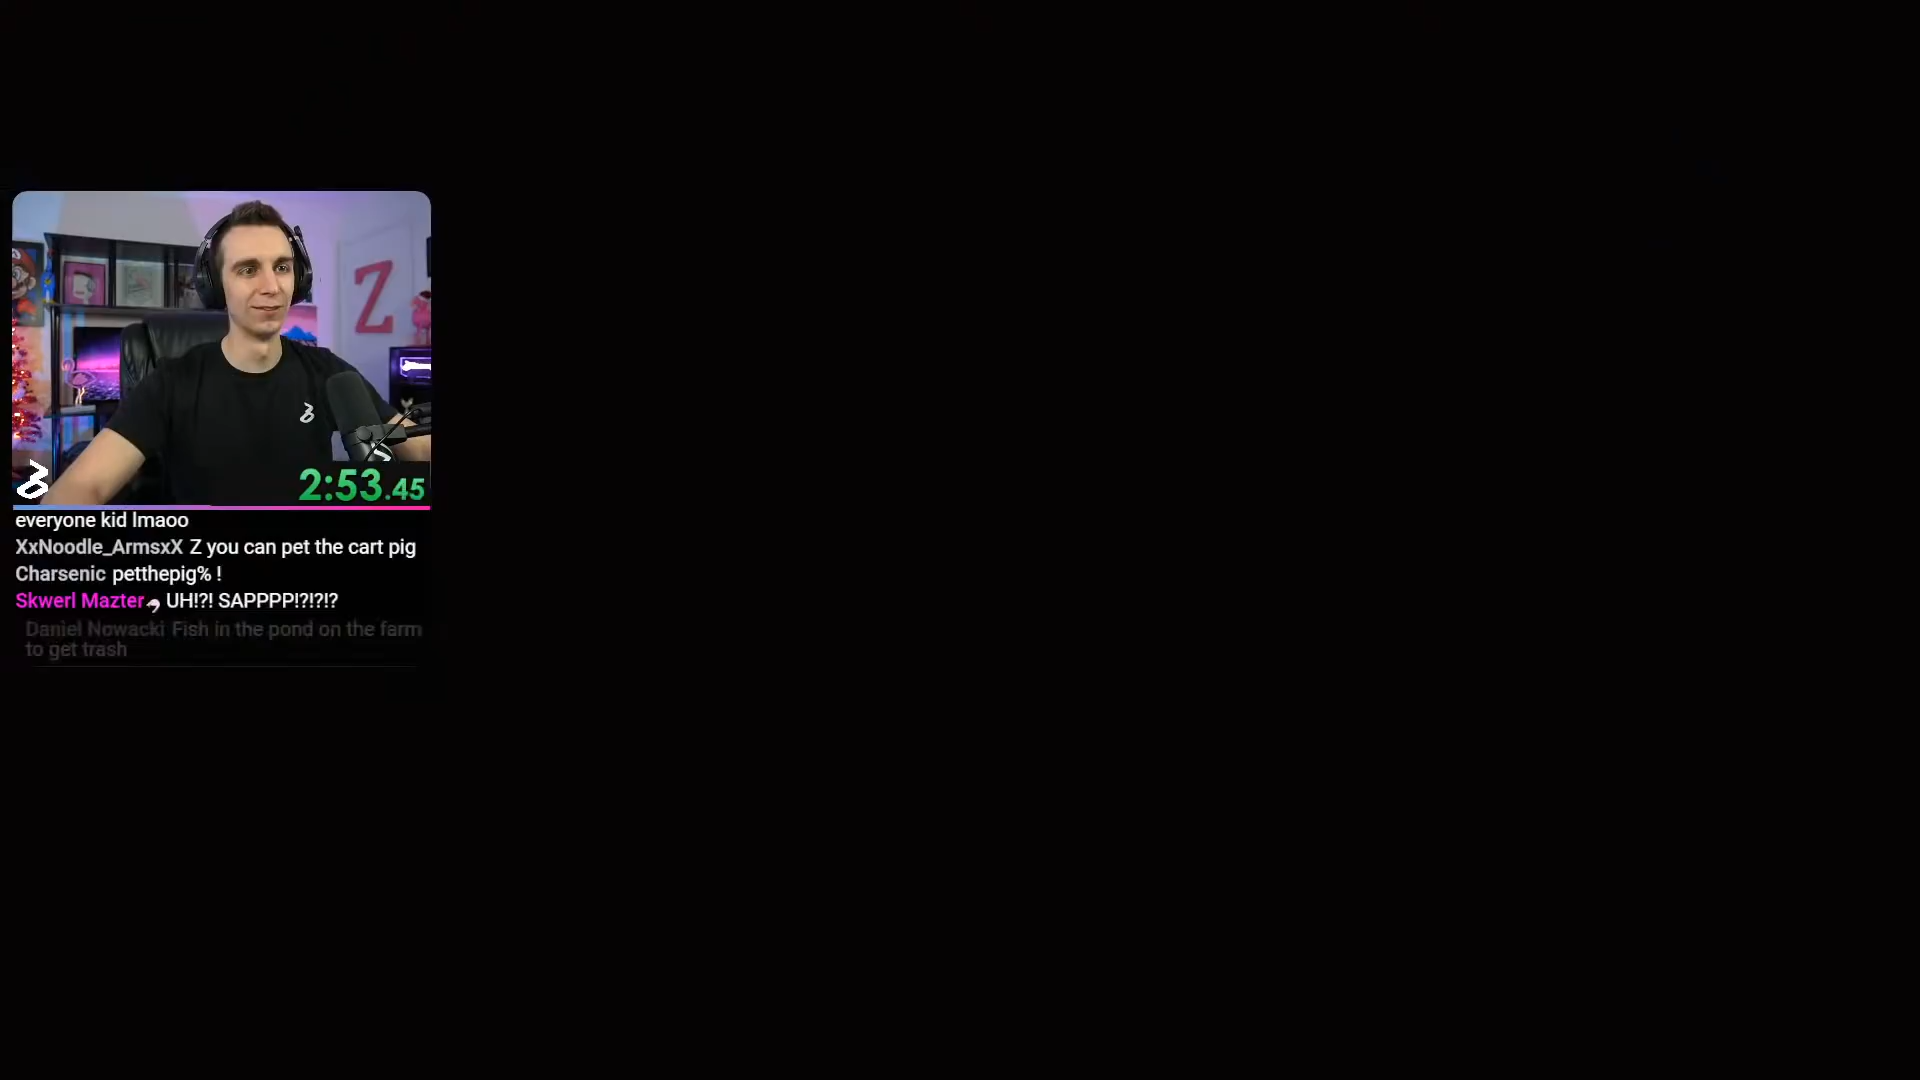 Z
2:53.45
everyone kid lmaoo
XxNoodle_ArmsxX Z you can pet the cart pig
Charsenic petthepig% !
Skwerl Mazter UH!?! SAPPPP!?!?!?
Daniel Nowacki Fish in the pond on the farm
to get trash